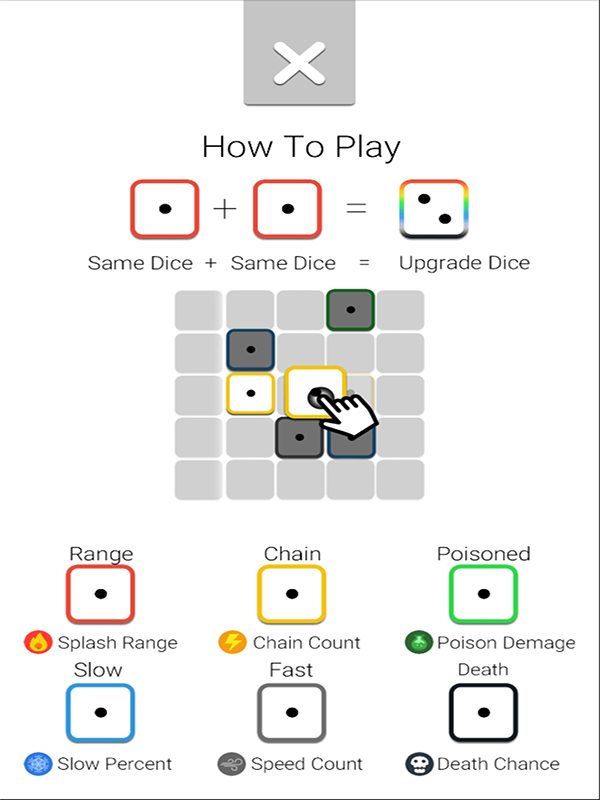 How To Play
+ =
Same Dice + Same Dice = Upgrade Dice
Range Chain Poisoned
Splash Range Chain Count Poison Demage
Slow Fast Death
Slow Percent Speed Count Death Chance